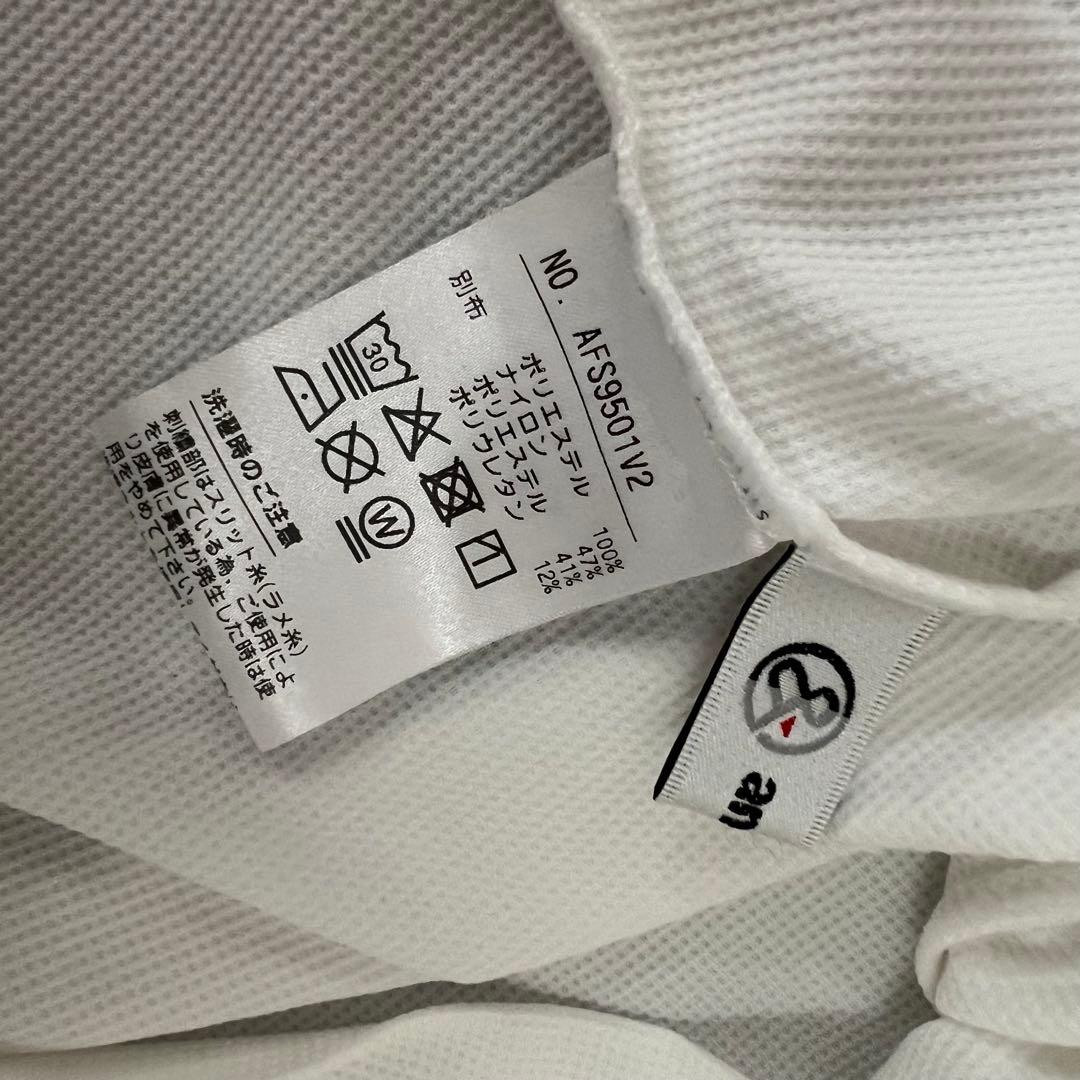 NO. AFS9501V2
ポリエステル 100%
別布 ナイロン 47%
ポリエステル 41%
ポリウレタン 12%
30
W
洗濯時のご注意
刺繍部はスリット糸(ラメ糸)
を使用している為、ご使用によ
り皮膚に異常が発生した時は使
用をやめて下さい。
an